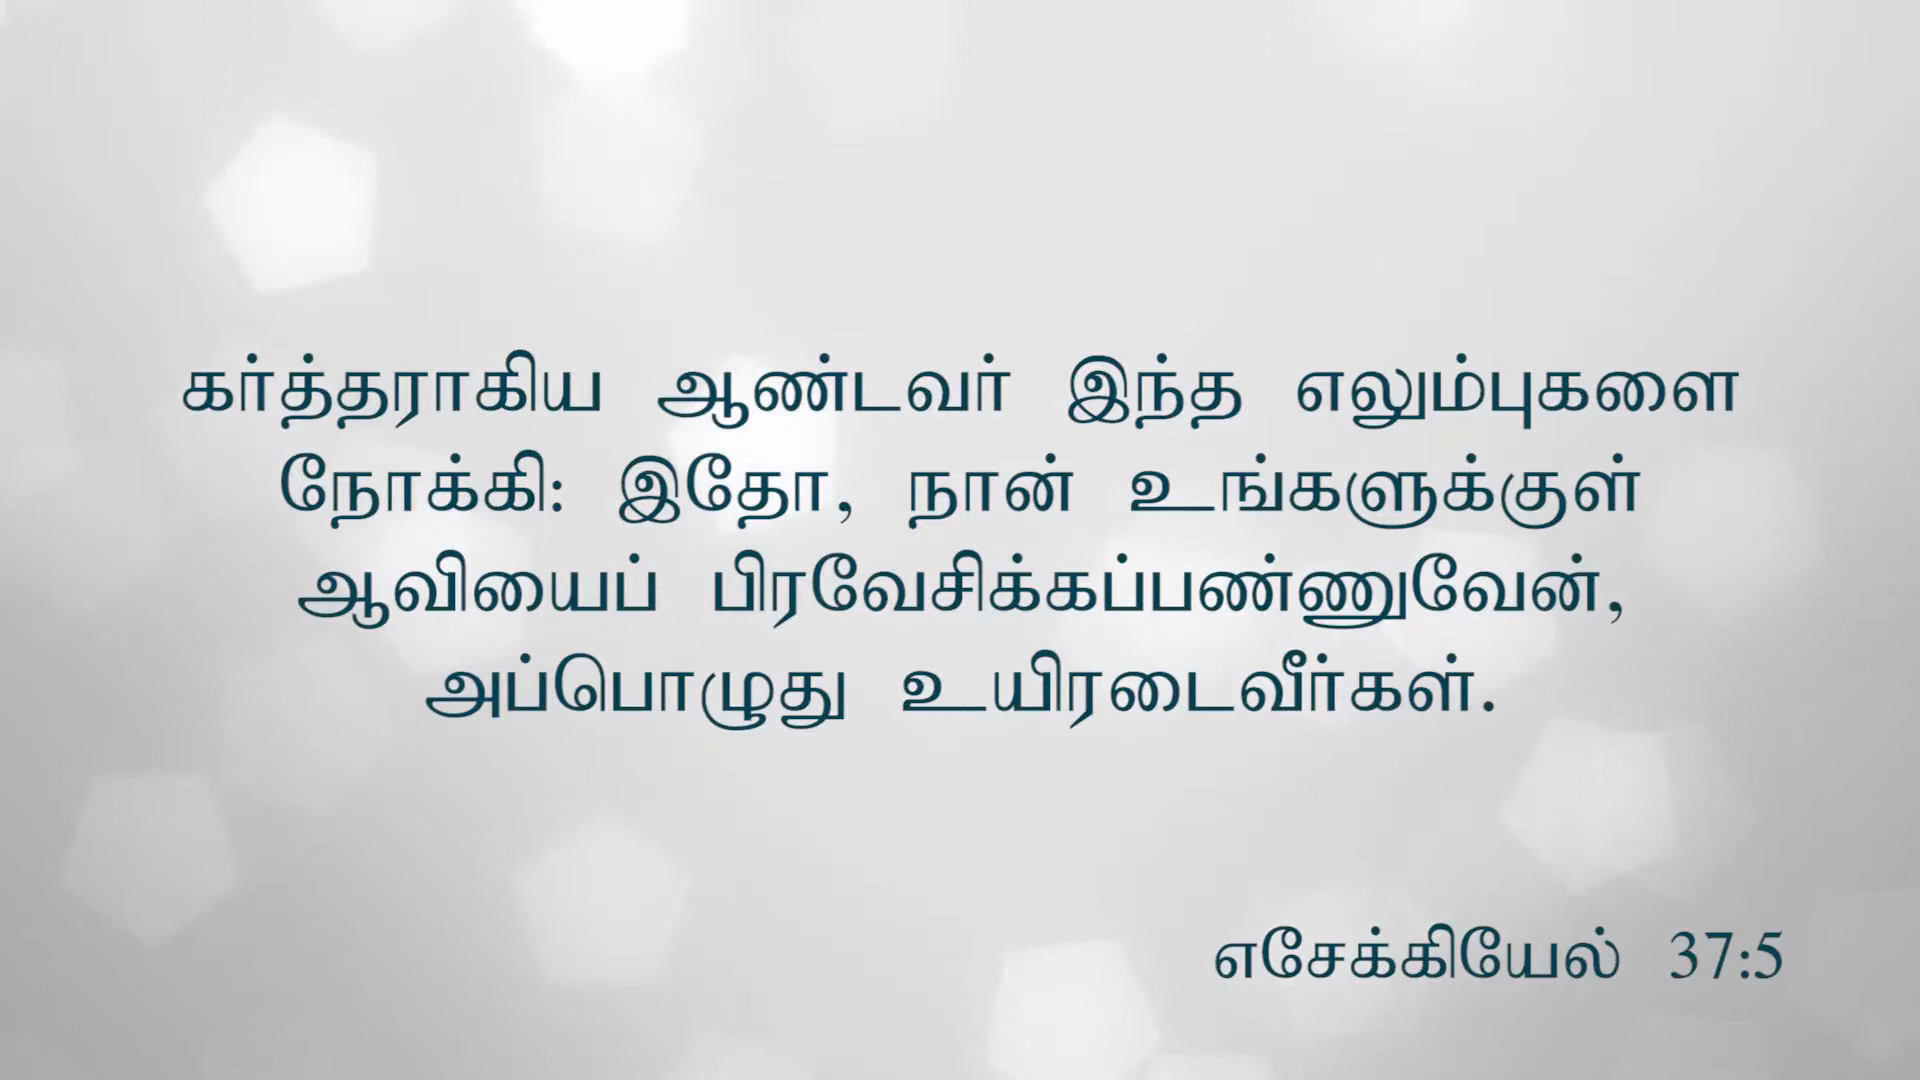 கர்த்தராகிய ஆண்டவர் இந்த எலும்புகளை
நோக்கி: இதோ, நான் உங்களுக்குள்
ஆவியைப் பிரவேசிக்கப்பண்ணுவேன்,
அப்பொழுது உயிரடைவீர்கள்.
எசேக்கியேல் 37:5